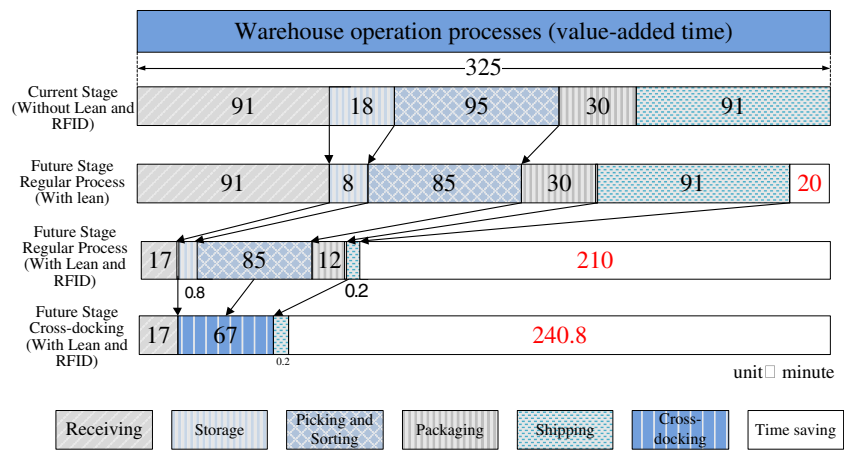 Warehouse operation processes (value-added time)
325
Current Stage
(Without Lean and
RFID)
91 18 95 30 91
Future Stage
Regular Process
(With lean)
91 8 85 30 91 20
Future Stage
Regular Process
(With Lean and
RFID)
17 85 12 210
0.8 0.2
Future Stage
Cross-docking
(With Lean and
RFID)
17 67 240.8
0.2
unit□ minute
Receiving
Storage
Picking and
Sorting
Packaging
Shipping
Cross-
docking
Time saving